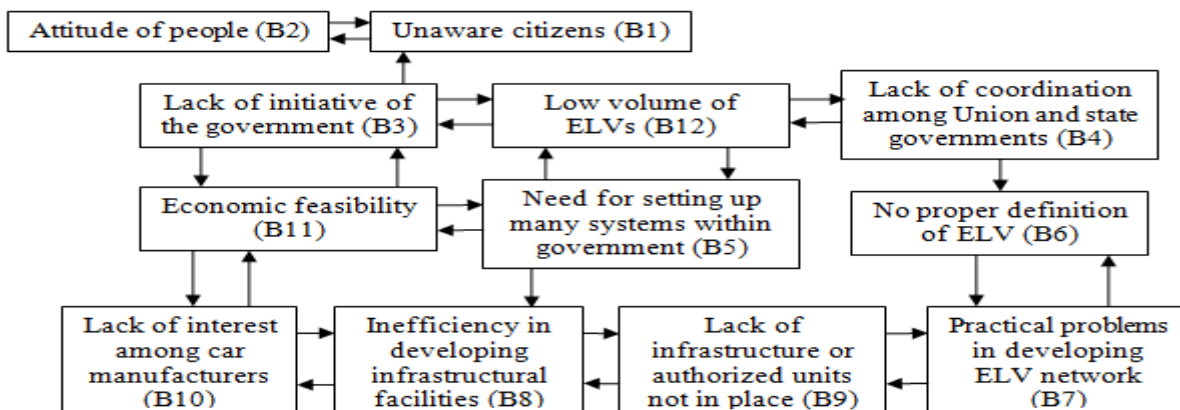 Attitude of people (B2)
Unaware citizens (B1)
Lack of initiative of
the government (B3)
Low volume of
ELVs (B12)
Lack of coordination
among Union and state
governments (B4)
Economic feasibility
(B11)
Need for setting up
many systems within
government (B5)
No proper definition
of ELV (B6)
Lack of interest
among car
manufacturers
(B10)
Inefficiency in
developing
infrastructural
facilities (B8)
Lack of
infrastructure or
authorized units
not in place (B9)
Practical problems
in developing
ELV network
(B7)